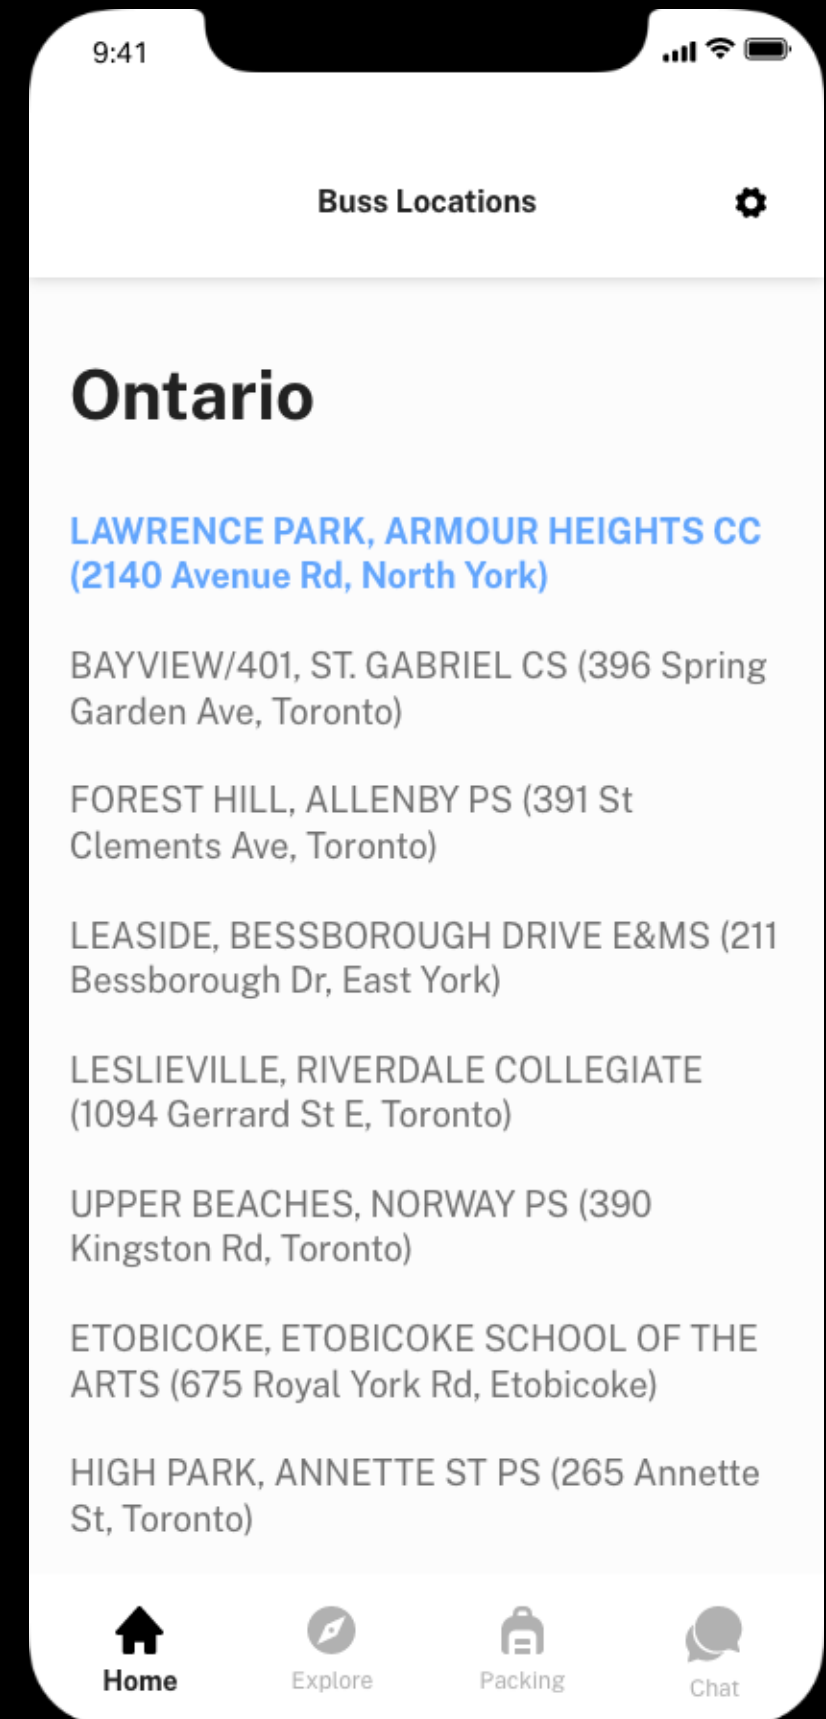 9:41
Buss Locations
Ontario
LAWRENCE PARK, ARMOUR HEIGHTS CC
(2140 Avenue Rd, North York)
BAYVIEW/401, ST. GABRIEL CS (396 Spring
Garden Ave, Toronto)
FOREST HILL, ALLENBY PS (391 St
Clements Ave, Toronto)
LEASIDE, BESSBOROUGH DRIVE E&MS (211
Bessborough Dr, East York)
LESLIEVILLE, RIVERDALE COLLEGIATE
(1094 Gerrard St E, Toronto)
UPPER BEACHES, NORWAY PS (390
Kingston Rd, Toronto)
ETOBICOKE, ETOBICOKE SCHOOL OF THE
ARTS (675 Royal York Rd, Etobicoke)
HIGH PARK, ANNETTE ST PS (265 Annette
St, Toronto)
Home
Explore
Packing
Chat